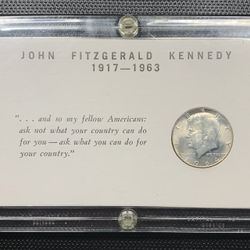 JOHN FITZGERALD KENNEDY
1917—1963
". . . and so my fellow Americans:
ask not what your country can do
for you—ask what you can do for
your country."